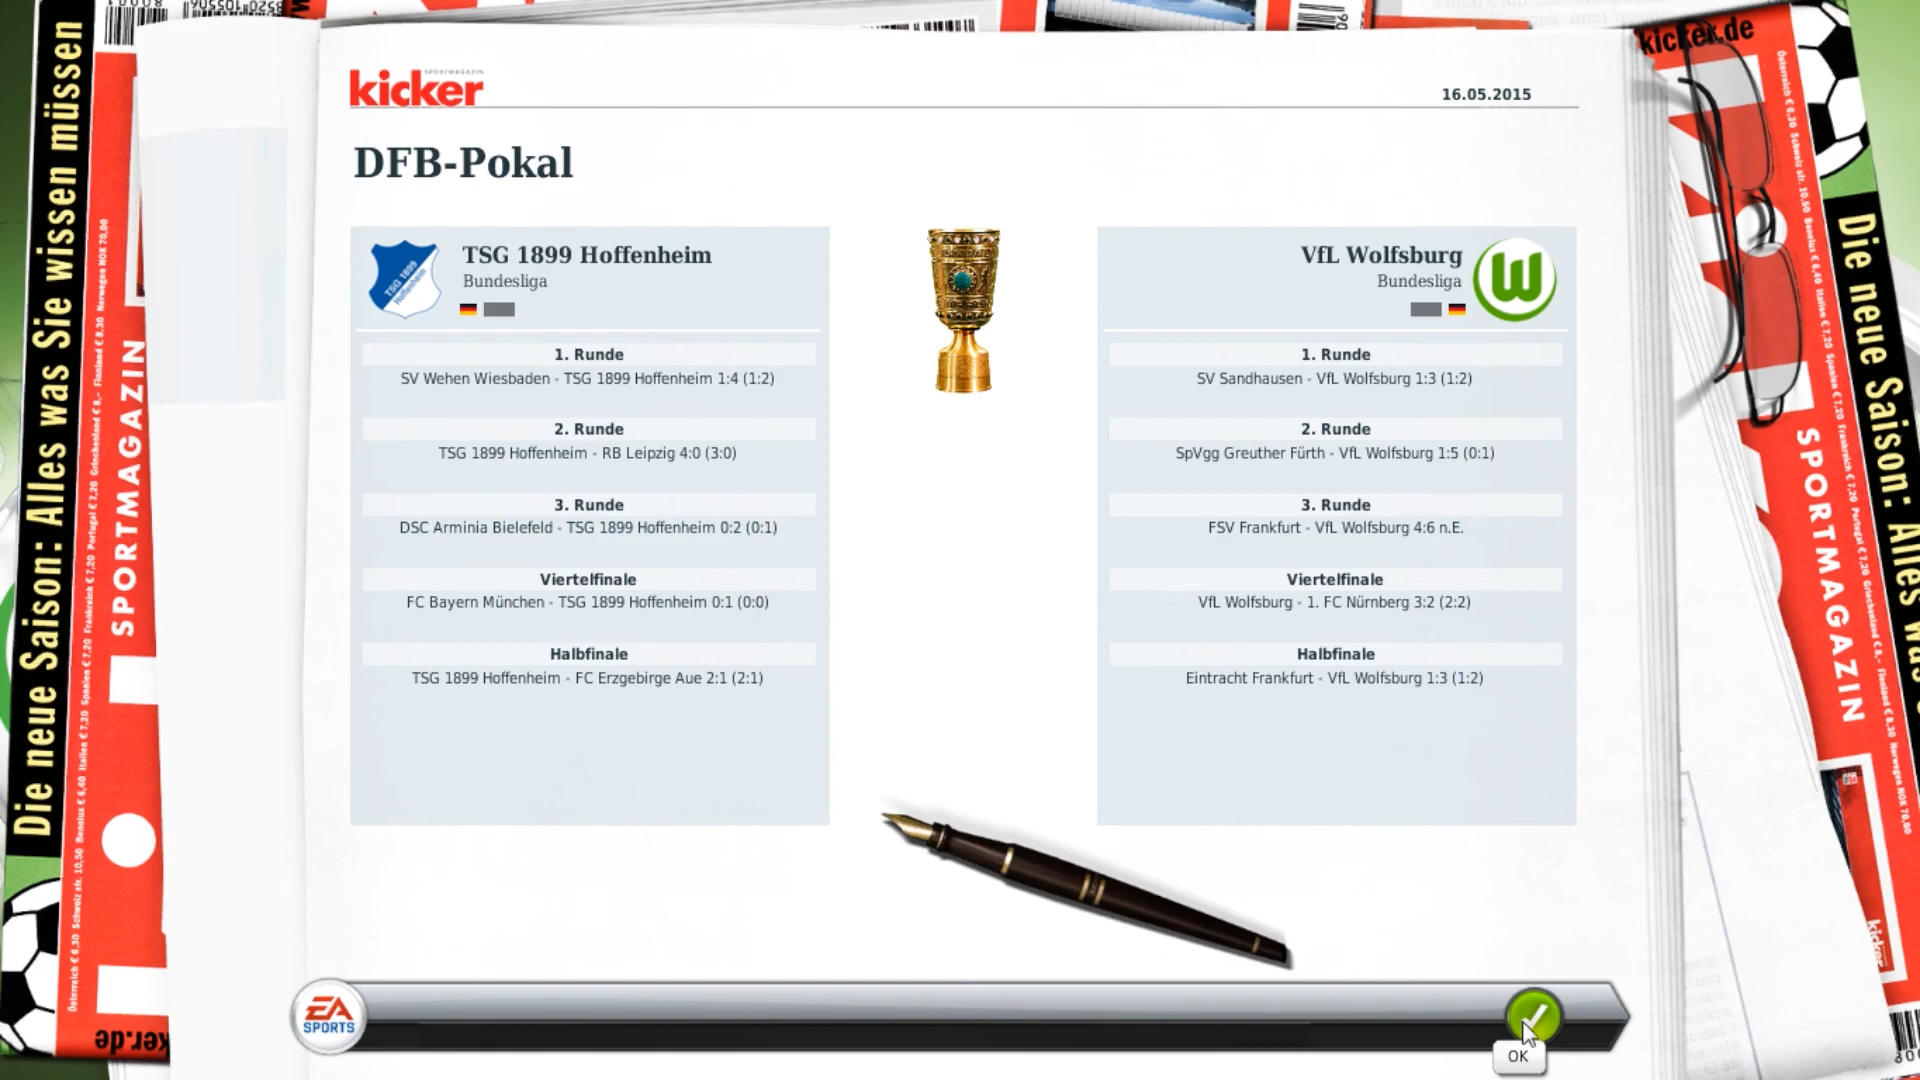 kicker
SPORTMAGAZIN
16.05.2015
DFB-Pokal
TSG 1899 Hoffenheim
Bundesliga
1. Runde
SV Wehen Wiesbaden - TSG 1899 Hoffenheim 1:4 (1:2)
2. Runde
TSG 1899 Hoffenheim - RB Leipzig 4:0 (3:0)
3. Runde
DSC Arminia Bielefeld - TSG 1899 Hoffenheim 0:2 (0:1)
Viertelfinale
FC Bayern München - TSG 1899 Hoffenheim 0:1 (0:0)
Halbfinale
TSG 1899 Hoffenheim - FC Erzgebirge Aue 2:1 (2:1)
VfL Wolfsburg
Bundesliga
1. Runde
SV Sandhausen - VfL Wolfsburg 1:3 (1:2)
2. Runde
SpVgg Greuther Fürth - VfL Wolfsburg 1:5 (0:1)
3. Runde
FSV Frankfurt - VfL Wolfsburg 4:6 n.E.
Viertelfinale
VfL Wolfsburg - 1. FC Nürnberg 3:2 (2:2)
Halbfinale
Eintracht Frankfurt - VfL Wolfsburg 1:3 (1:2)
TSG 1899
Hoffenheim
W
EA
SPORTS
OK
Die neue Saison: Alles was Sie wissen müssen
SPORTMAGAZIN
ker.de
kicker.de
Die neue Saison: Alles was
SPORTMAGAZIN
kicker